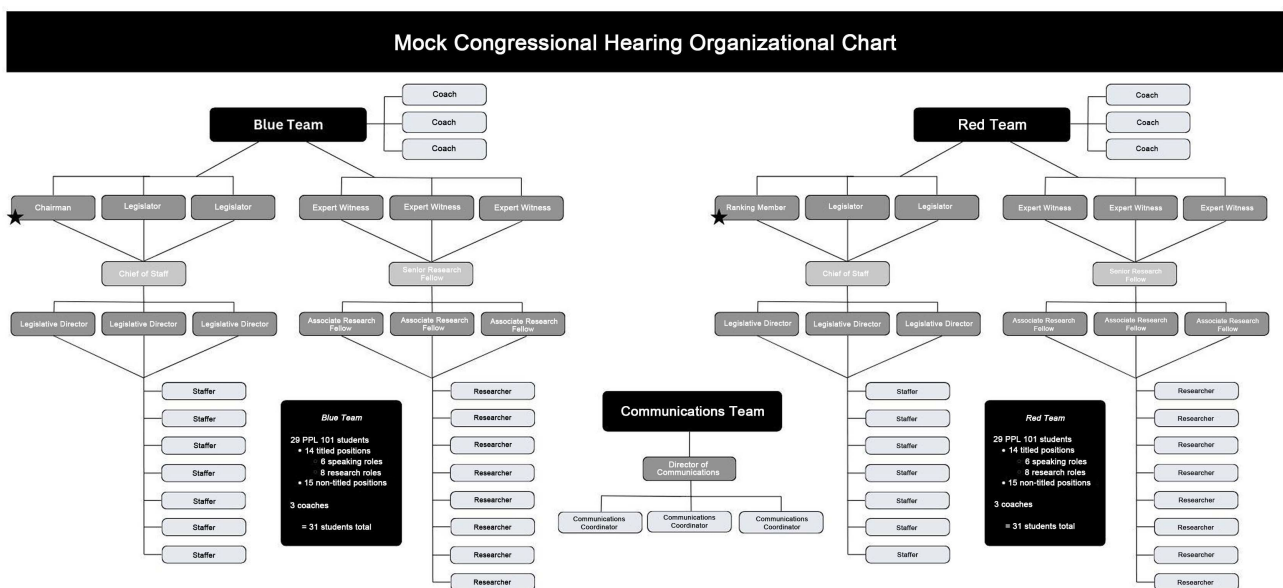 Mock Congressional Hearing Organizational Chart
Blue Team
Coach
Coach
Coach
Chairman
Legislator
Legislator
Expert Witness
Expert Witness
Expert Witness
Chief of Staff
Senior Research
Fellow
Legislative Director
Legislative Director
Legislative Director
Associate Research
Fellow
Associate Research
Fellow
Associate Research
Fellow
Staffer
Staffer
Staffer
Staffer
Staffer
Staffer
Staffer
Blue Team
29 PPL 101 students
• 14 titled positions
6 speaking roles
8 research roles
• 15 non-titled positions
3 coaches
= 31 students total
Researcher
Researcher
Researcher
Researcher
Researcher
Researcher
Researcher
Researcher
Communications Team
Director of
Communications
Communications
Coordinator
Communications
Coordinator
Communications
Coordinator
Red Team
Coach
Coach
Coach
Ranking Member
Legislator
Legislator
Expert Witness
Expert Witness
Expert Witness
Chief of Staff
Senior Research
Fellow
Legislative Director
Legislative Director
Legislative Director
Associate Research
Fellow
Associate Research
Fellow
Associate Research
Fellow
Staffer
Staffer
Staffer
Staffer
Staffer
Staffer
Staffer
Red Team
29 PPL 101 students
• 14 titled positions
6 speaking roles
8 research roles
• 15 non-titled positions
3 coaches
= 31 students total
Researcher
Researcher
Researcher
Researcher
Researcher
Researcher
Researcher
Researcher